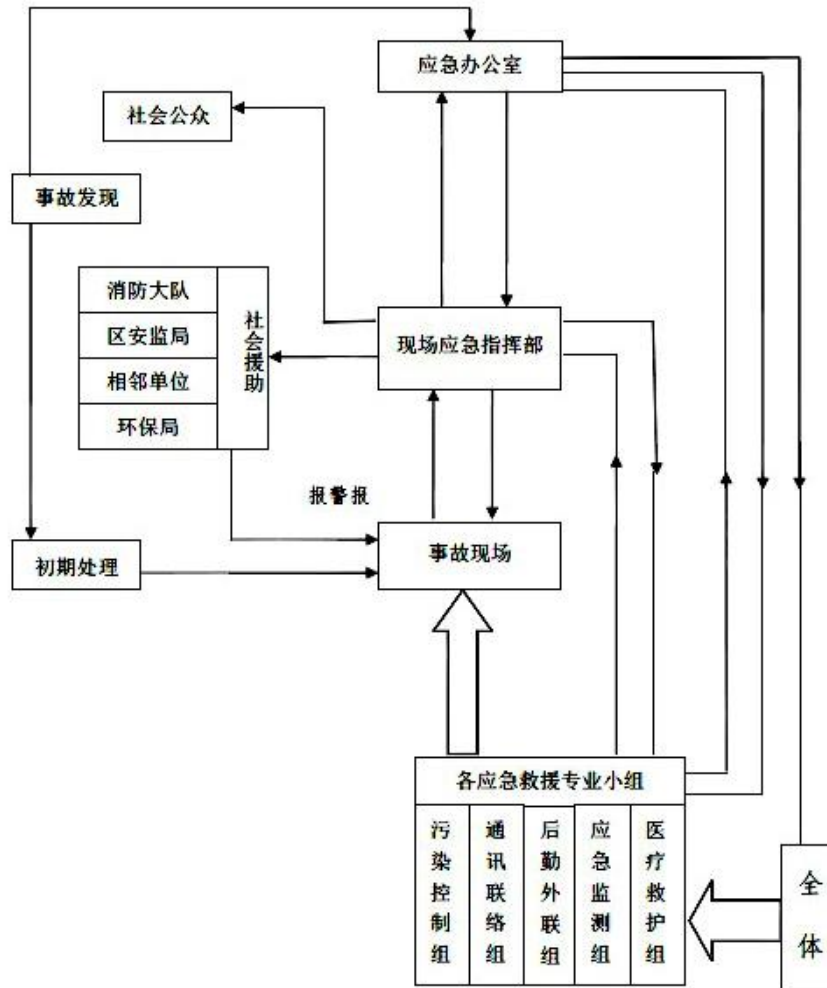 应急办公室
社会公众
事故发现
消防大队
区安监局
相邻单位
环保局
社会援助
现场应急指挥部
报警报
初期处理
事故现场
各应急救援专业小组
污染控制组
通讯联络组
后勤外联组
应急监测组
医疗救护组
全体